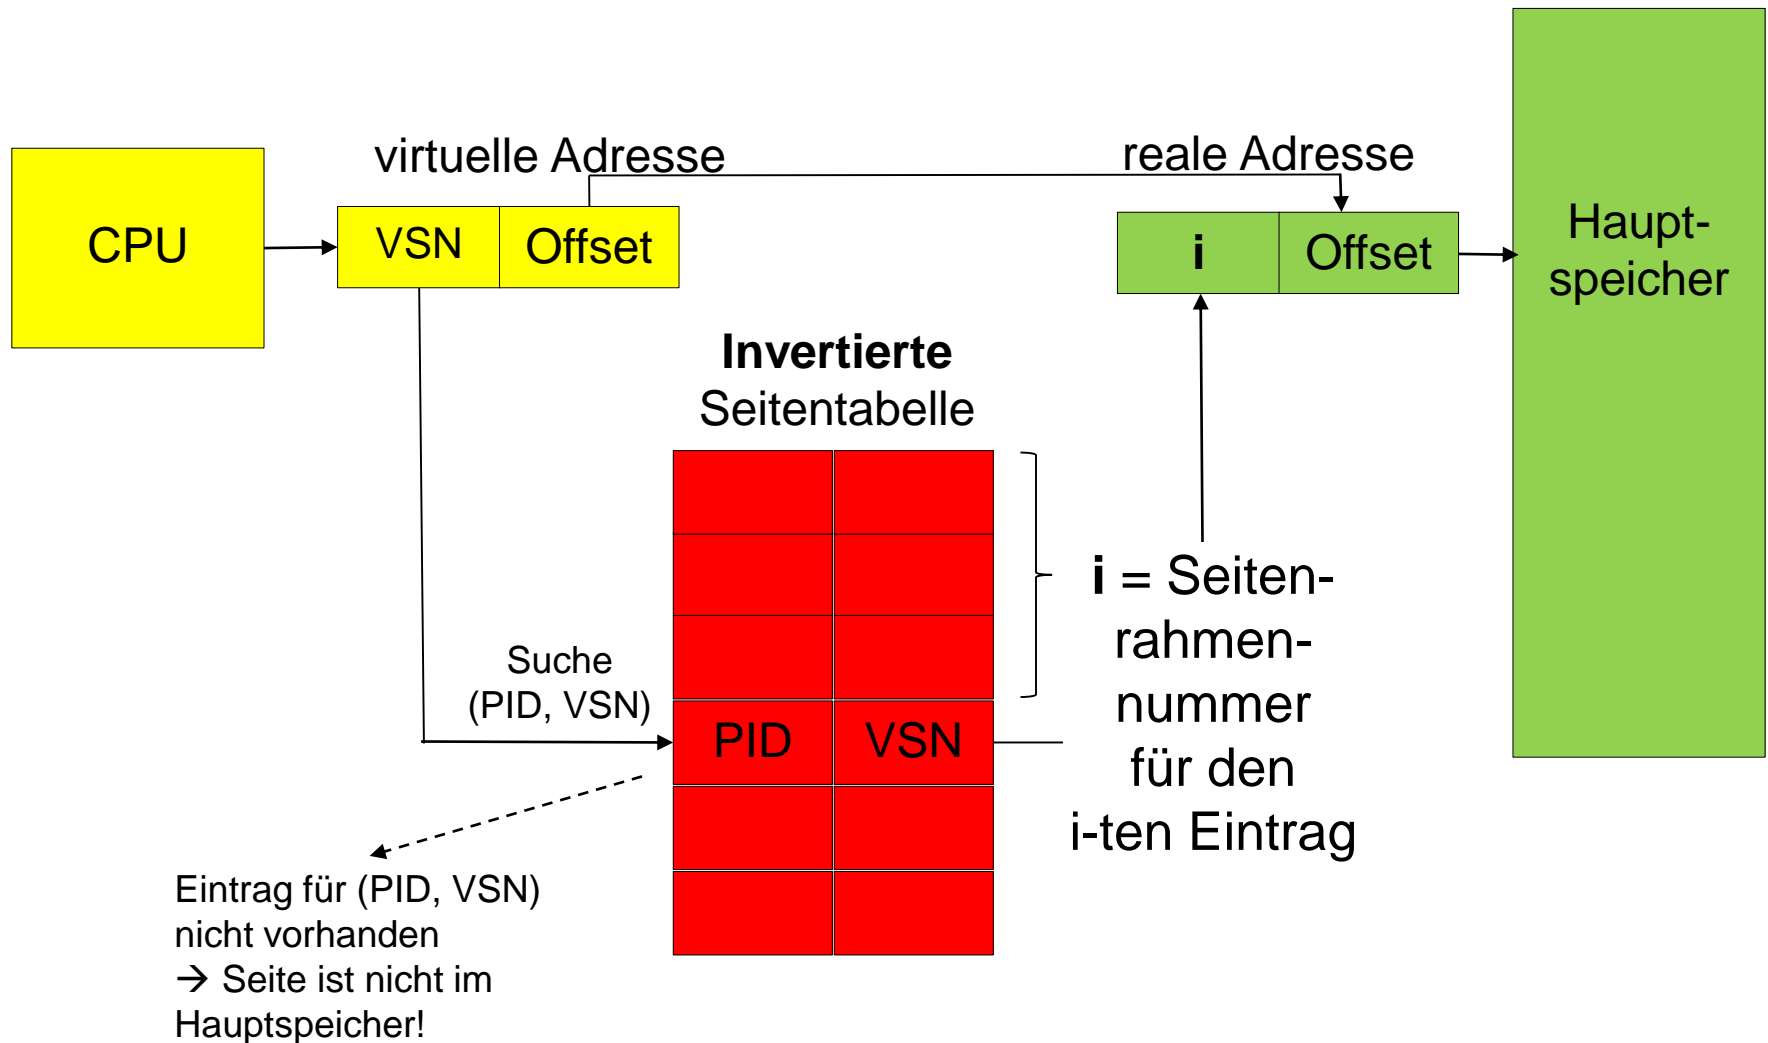 virtuelle Adresse
reale Adresse
CPU
VSN
Offset
i
Offset
Haupt-
speicher
Invertierte
Seitentabelle
i = Seiten-
rahmen-
nummer
für den
i-ten Eintrag
Suche
(PID, VSN)
PID
VSN
Eintrag für (PID, VSN)
nicht vorhanden
→ Seite ist nicht im
Hauptspeicher!